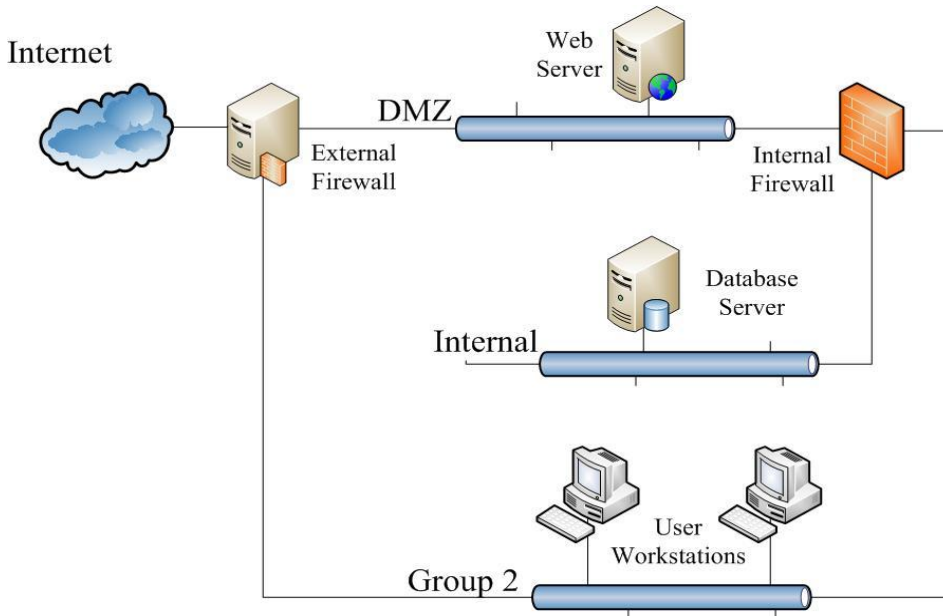 Internet
Web
Server
DMZ
External
Firewall
Internal
Firewall
Database
Server
Internal
User
Workstations
Group 2